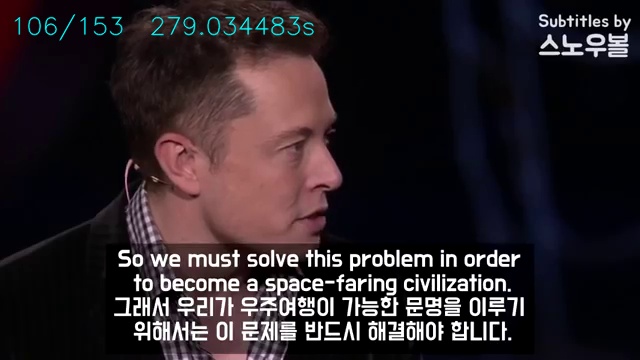 106/153 279.034483s
Subtitles by
스노우볼
So we must solve this problem in order
to become a space-faring civilization.
그래서 우리가 우주여행이 가능한 문명을 이루기
위해서는 이 문제를 반드시 해결해야 합니다.